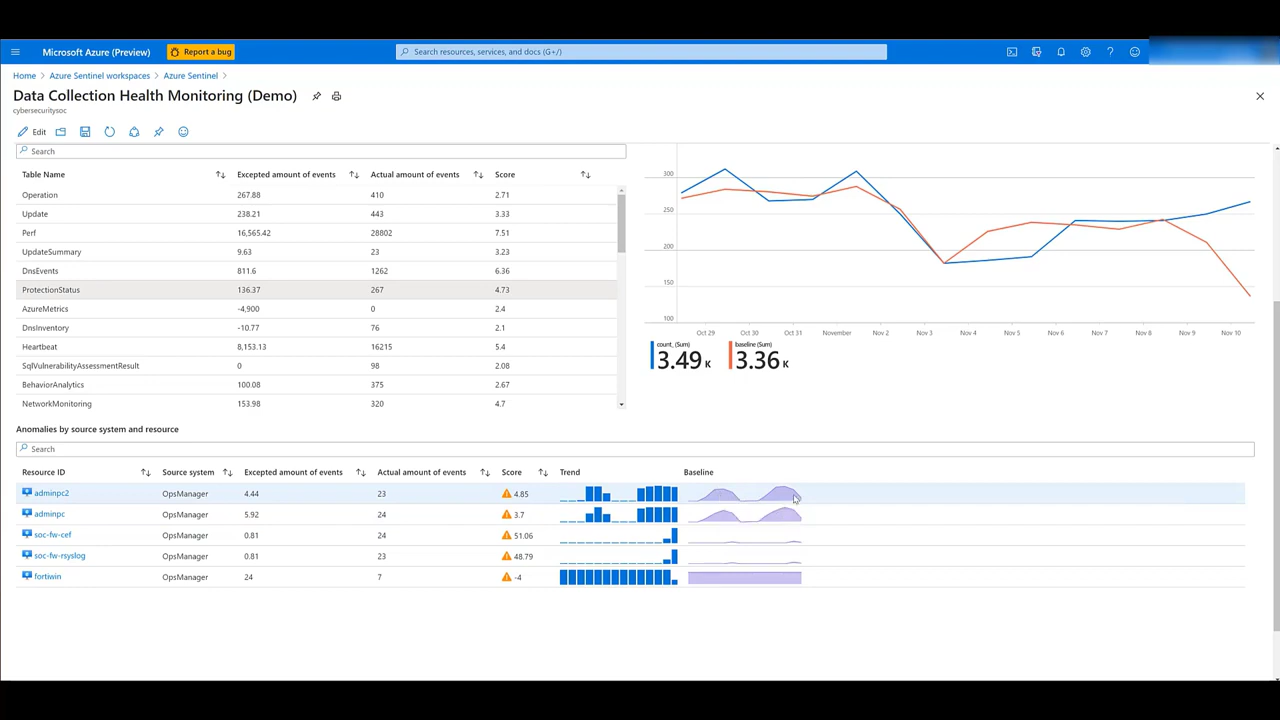 Microsoft Azure (Preview) Report a bug Search resources, services, and docs (G+/)
Home > Azure Sentinel workspaces > Azure Sentinel >
Data Collection Health Monitoring (Demo)
cybersecuritysoc
Edit
Search
Table Name Excepted amount of events Actual amount of events Score
Operation 267.88 410 2.71
Update 238.21 443 3.33
Perf 16,565.42 28802 7.51
UpdateSummary 9.63 23 3.23
DnsEvents 811.6 1262 6.36
ProtectionStatus 136.37 267 4.73
AzureMetrics -4,900 0 2.4
DnsInventory -10.77 76 2.1
Heartbeat 8,153.13 16215 5.4
SqlVulnerabilityAssessmentResult 0 98 2.08
BehaviorAnalytics 100.08 375 2.67
NetworkMonitoring 153.98 320 4.7
300
250
200
150
100
Oct 29 Oct 30 Oct 31 November Nov 2 Nov 3 Nov 4 Nov 5 Nov 6 Nov 7 Nov 8 Nov 9 Nov 10
count_ (Sum) baseline (Sum)
3.49 K 3.36 K
Anomalies by source system and resource
Search
Resource ID Source system Excepted amount of events Actual amount of events Score Trend Baseline
adminpc2 OpsManager 4.44 23 4.85
adminpc OpsManager 5.92 24 3.7
soc-fw-cef OpsManager 0.81 24 51.06
soc-fw-rsyslog OpsManager 0.81 23 48.79
fortiwin OpsManager 24 7 -4